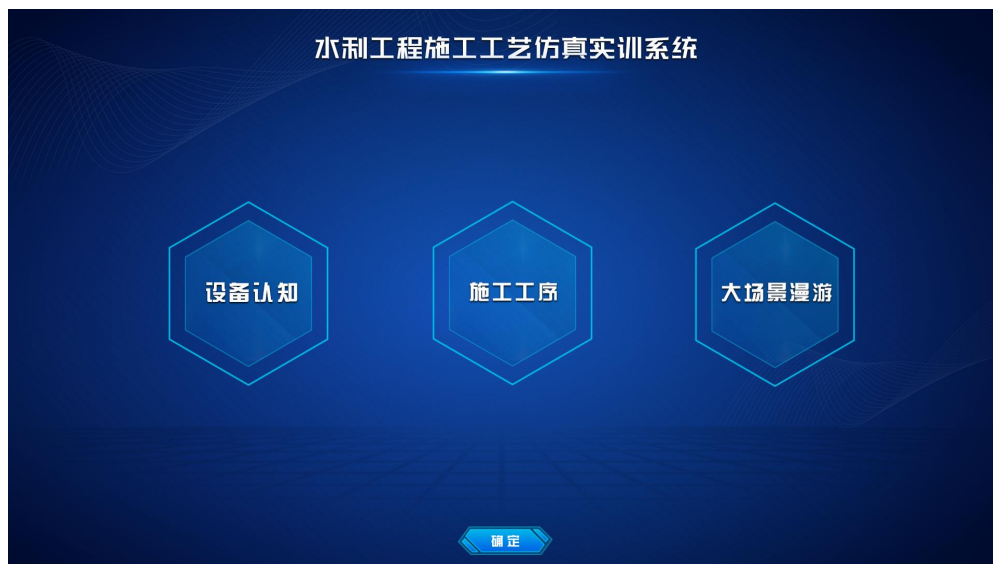 水利工程施工工艺仿真实训系统
设备认知
施工工序
大场景漫游
确定